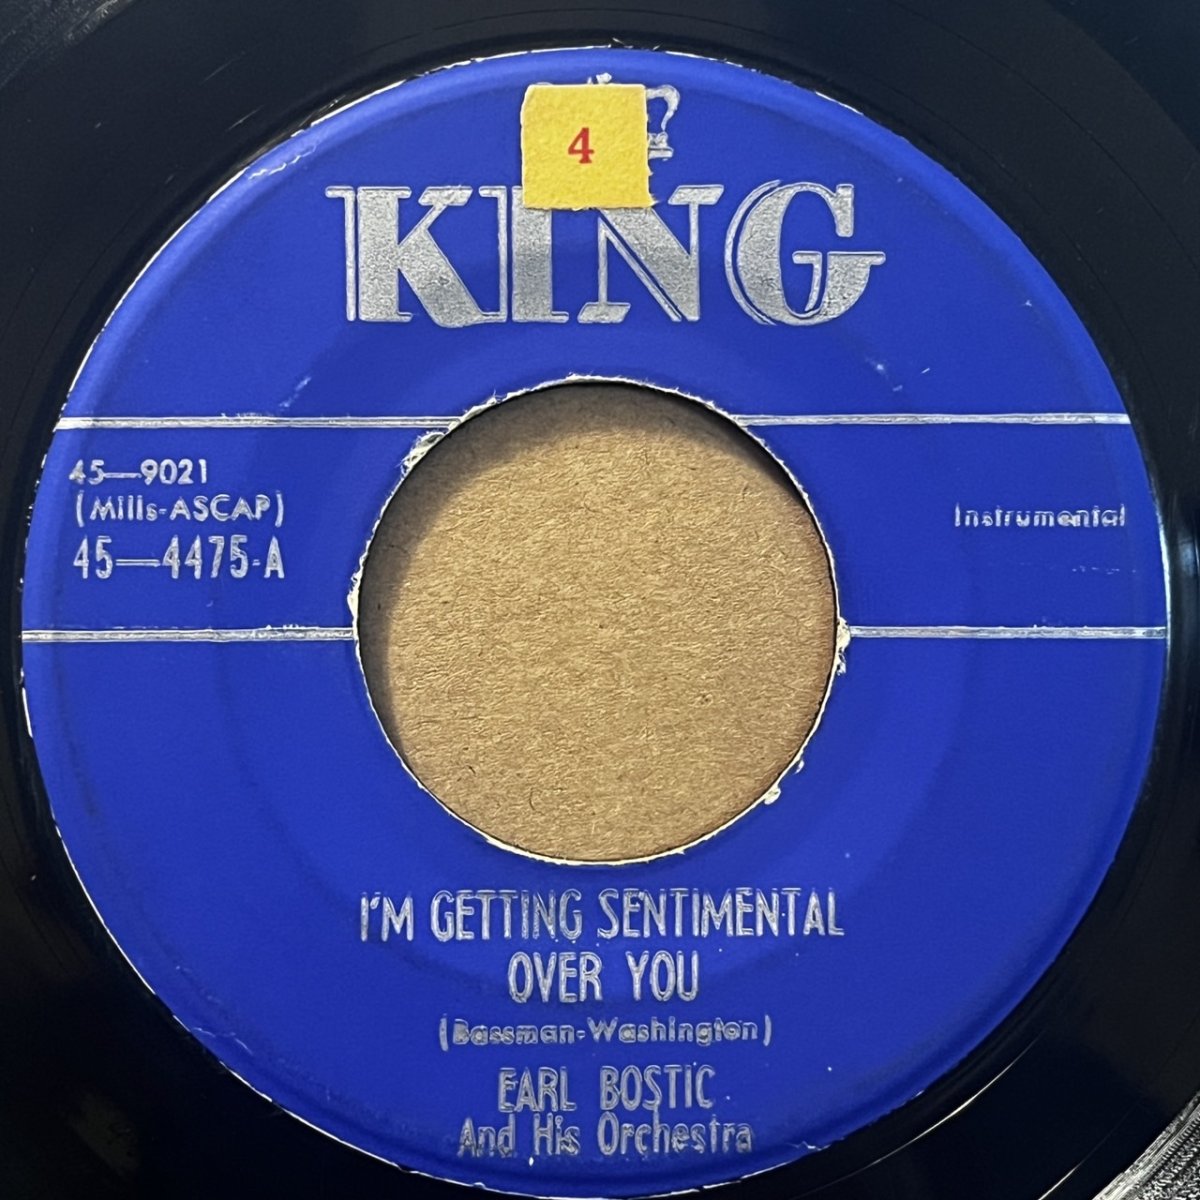 4
KING
45—9021
(Mills-ASCAP)
45—4475-A
Instrumental
I'M GETTING SENTIMENTAL
OVER YOU
(Bassman-Washington)
EARL BOSTIC
And His Orchestra